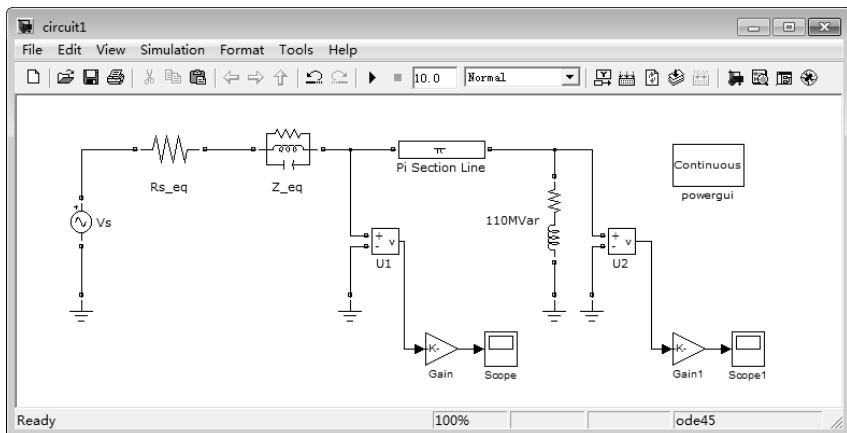 circuit1
File Edit View Simulation Format Tools Help
10.0 Normal
Rs_eq
Z_eq
π
Pi Section Line
Continuous
powergui
+
Vs
110MVar
+
-
v
U1
+
-
v
U2
K-
Gain
Scope
K-
Gain1
Scope1
Ready 100% ode45